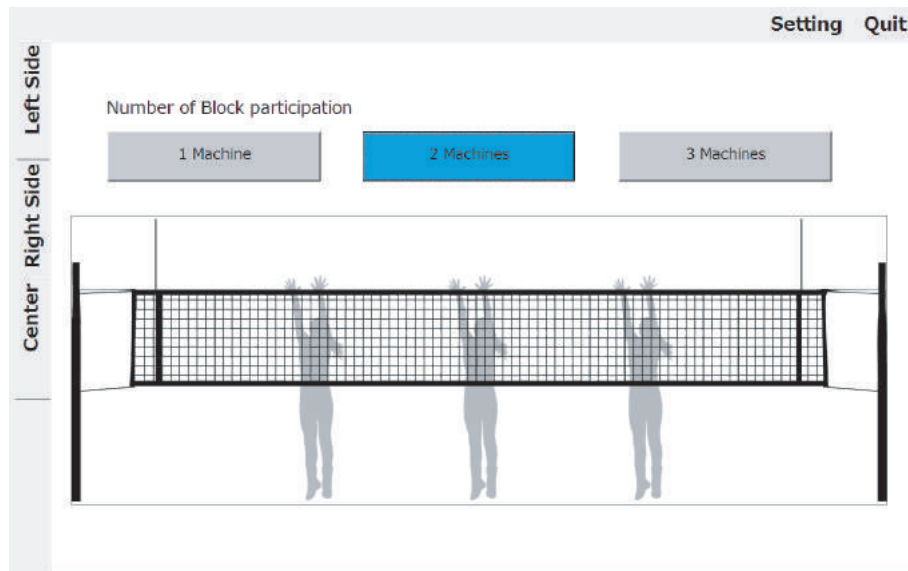 Setting Quit
Left Side
Right Side
Center
Number of Block participation
1 Machine
2 Machines
3 Machines